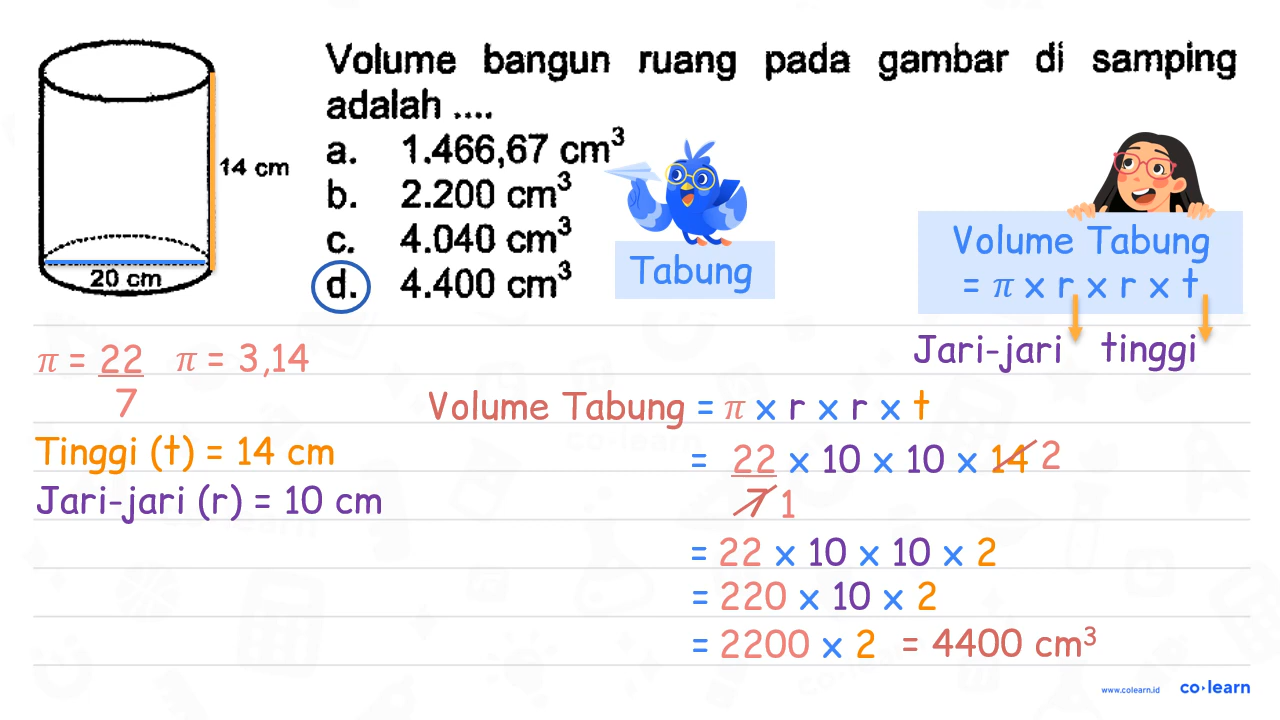 Volume bangun ruang pada gambar di samping
adalah ....
14 cm
20 cm
a. 1.466,67 cm³
b. 2.200 cm³
c. 4.040 cm³
d. 4.400 cm³
Tabung
Volume Tabung
= π x r x r x t
Jari-jari tinggi
π = 22/7 π = 3,14
Tinggi (t) = 14 cm
Jari-jari (r) = 10 cm
Volume Tabung = π x r x r x t
= 22/7 x 10 x 10 x 14 2
1
= 22 x 10 x 10 x 2
= 220 x 10 x 2
= 2200 x 2 = 4400 cm³
www.colearn.id co·learn